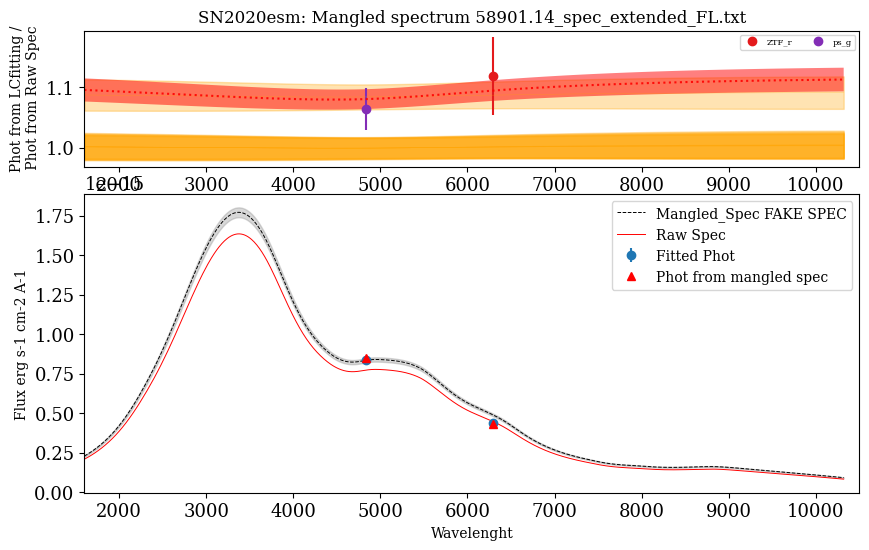 SN2020esm: Mangled spectrum 58901.14_spec_extended_FL.txt
Phot from LCfitting /
Phot from Raw Spec
ZTF_r ps_g
1.1
1.0
2000 3000 4000 5000 6000 7000 8000 9000 10000
1e−15
Mangled_Spec FAKE SPEC
Raw Spec
Fitted Phot
Phot from mangled spec
Flux erg s-1 cm-2 A-1
1.75
1.50
1.25
1.00
0.75
0.50
0.25
0.00
2000 3000 4000 5000 6000 7000 8000 9000 10000
Wavelenght